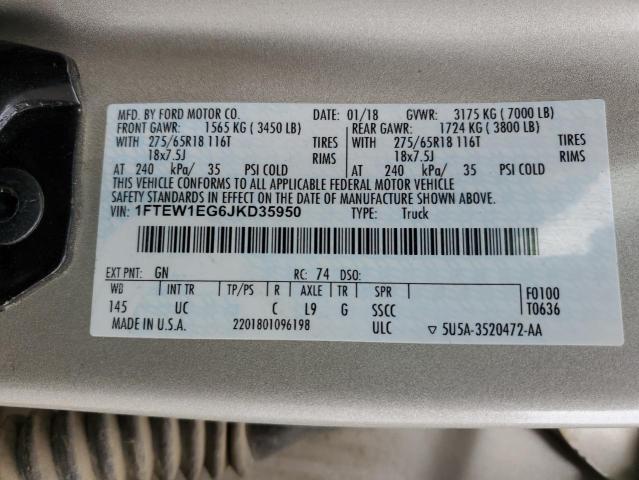 MFD. BY FORD MOTOR CO. DATE: 01/18 GVWR: 3175 KG ( 7000 LB)
FRONT GAWR: 1565 KG ( 3450 LB) REAR GAWR: 1724 KG ( 3800 LB)
WITH 275/65R18 116T TIRES WITH 275/65R18 116T TIRES
18x7.5J RIMS 18x7.5J RIMS
AT 240 kPa/ 35 PSI COLD AT 240 kPa/ 35 PSI COLD
THIS VEHICLE CONFORMS TO ALL APPLICABLE FEDERAL MOTOR VEHICLE
SAFETY STANDARDS IN EFFECT ON THE DATE OF MANUFACTURE SHOWN ABOVE.
VIN: 1FTEW1EG6JKD35950 TYPE: Truck
EXT PNT: GN RC: 74 DSO:
WB INT TR TP/PS R AXLE TR SPR F0100
145 UC C L9 G SSCC T0636
MADE IN U.S.A. 2201801096198 ULC ▽ 5U5A-3520472-AA